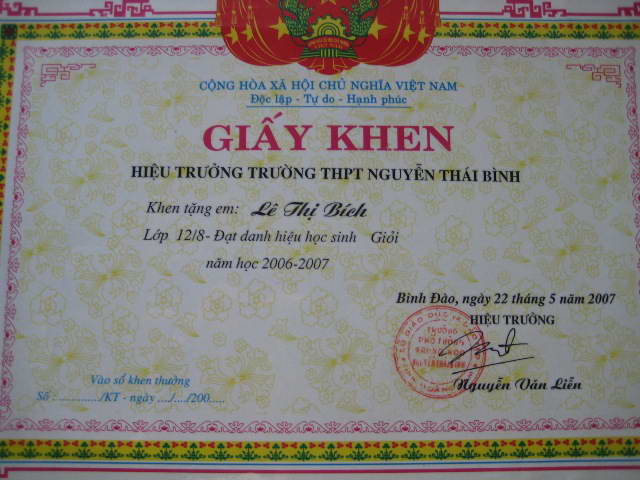 CỘNG HÒA XÃ HỘI CHỦ NGHĨA VIỆT NAM
Độc lập - Tự do - Hạnh phúc
GIẤY KHEN
HIỆU TRƯỞNG TRƯỜNG THPT NGUYỄN THÁI BÌNH
Khen tặng em: Lê Thị Bích
Lớp 12/8- Đạt danh hiệu học sinh Giỏi
năm học 2006-2007
Bình Đào, ngày 22 tháng 5 năm 2007
HIỆU TRƯỞNG
Nguyễn Văn Liễn
Vào sổ khen thưởng
Số : ............./KT - ngày ..../..../200.....